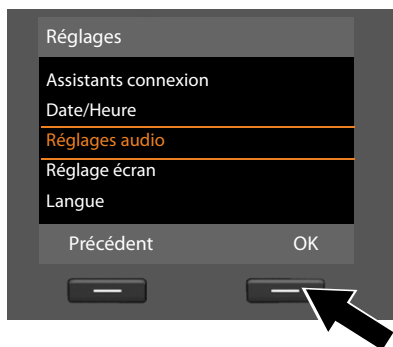 Réglages
Assistants connexion
Date/Heure
Réglages audio
Réglage écran
Langue
Précédent OK